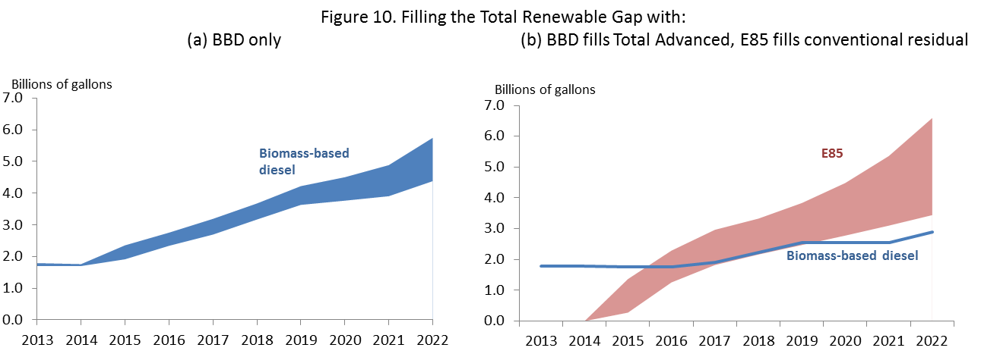 Figure 10. Filling the Total Renewable Gap with:
(a) BBD only
(b) BBD fills Total Advanced, E85 fills conventional residual
Billions of gallons
7.0
6.0
5.0
4.0
3.0
2.0
1.0
0.0
Biomass-based
diesel
2013 2014 2015 2016 2017 2018 2019 2020 2021 2022
Billions of gallons
7.0
6.0
5.0
4.0
3.0
2.0
1.0
0.0
E85
Biomass-based diesel
2013 2014 2015 2016 2017 2018 2019 2020 2021 2022